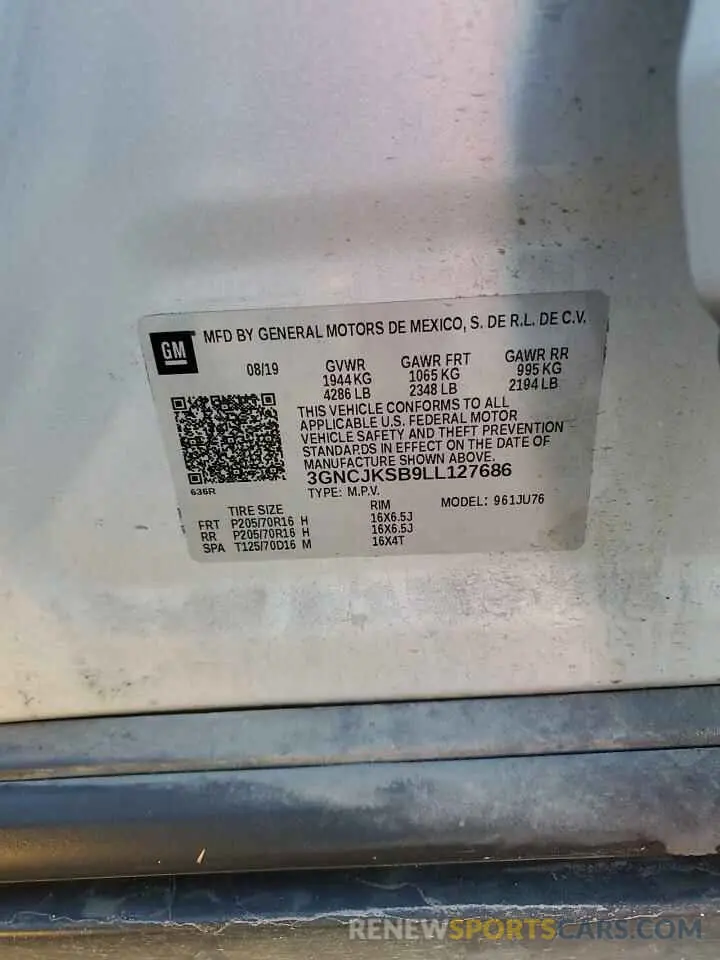 GM
MFD BY GENERAL MOTORS DE MEXICO, S. DE R.L. DE C.V.
08/19 GVWR GAWR FRT GAWR RR
1944 KG 1065 KG 995 KG
4286 LB 2348 LB 2194 LB
THIS VEHICLE CONFORMS TO ALL
APPLICABLE U.S. FEDERAL MOTOR
VEHICLE SAFETY AND THEFT PREVENTION
STANDARDS IN EFFECT ON THE DATE OF
MANUFACTURE SHOWN ABOVE.
3GNCJKSB9LL127686
636R
TYPE: M.P.V. MODEL: 961JU76
TIRE SIZE RIM
FRT P205/70R16 H 16X6.5J
RR P205/70R16 H 16X6.5J
SPA T125/70D16 M 16X4T
RENEWSPORTSCARS.COM